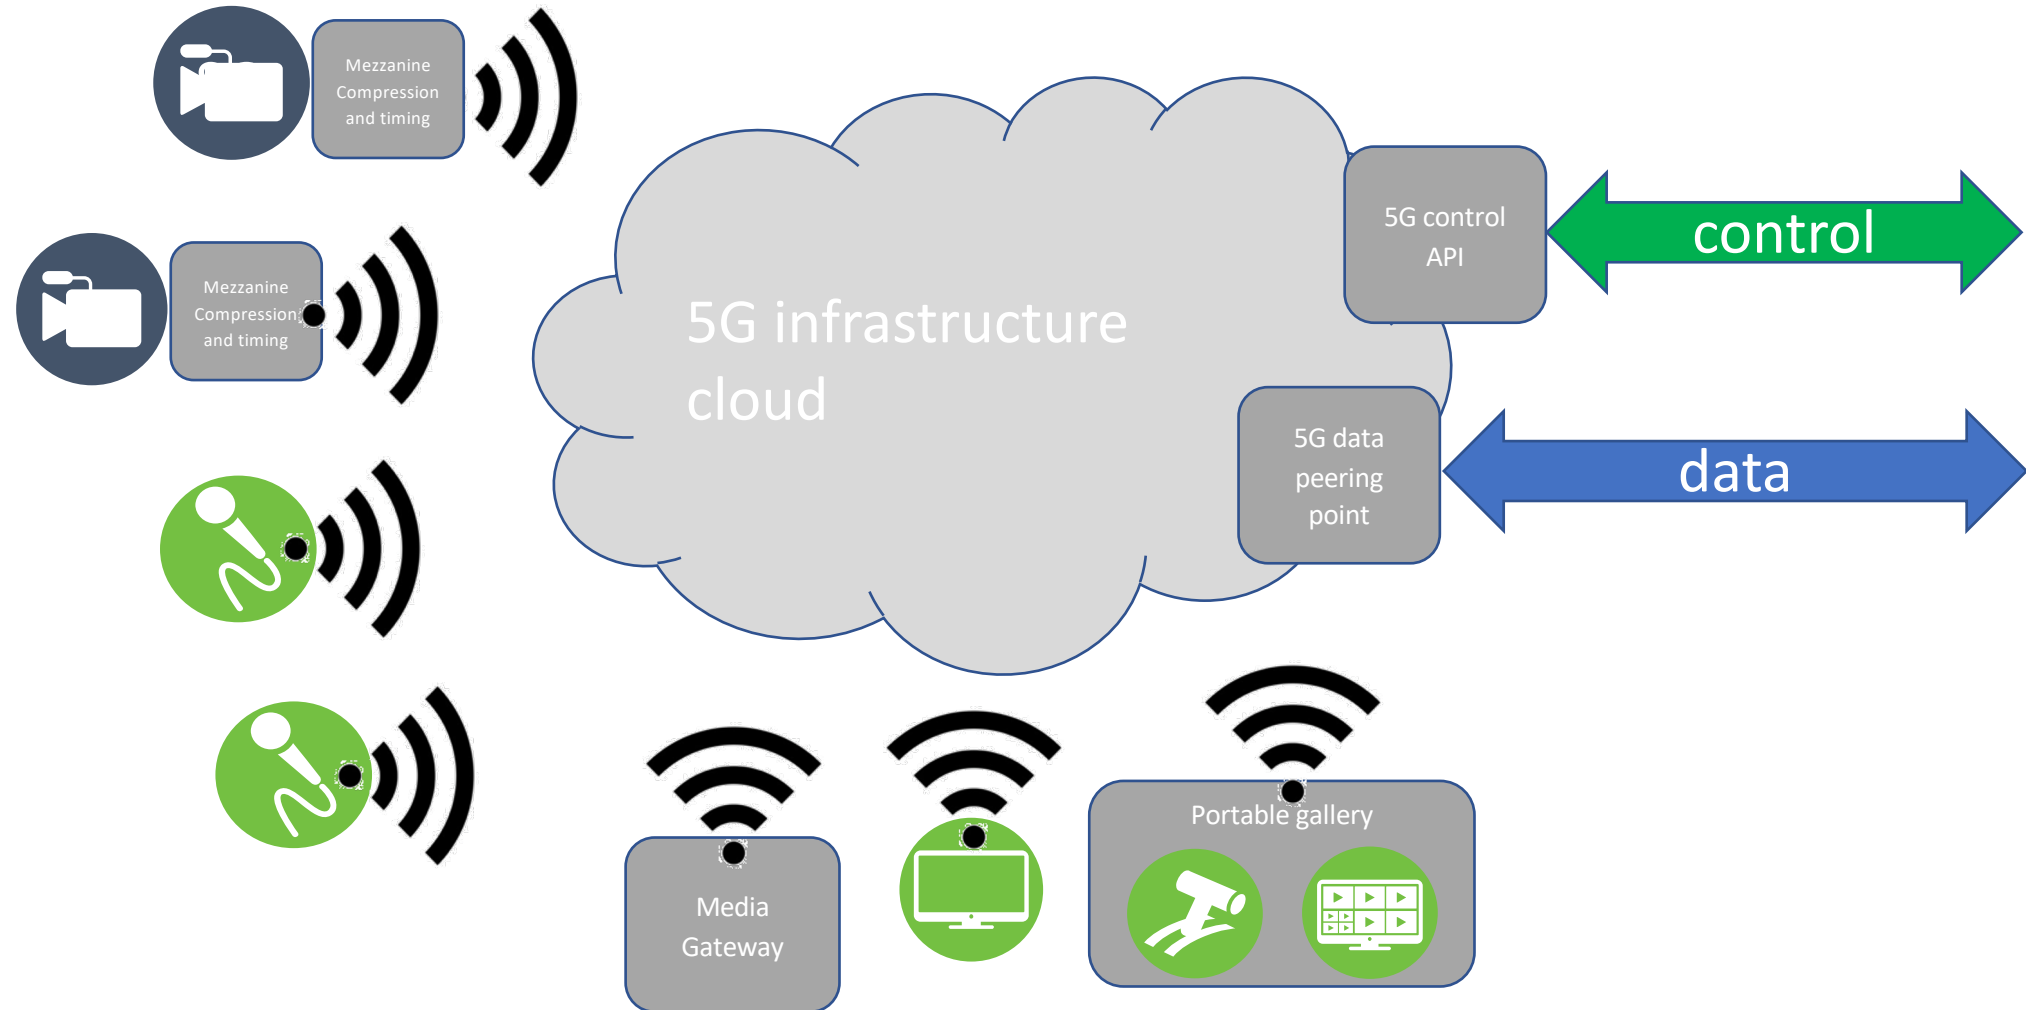 Mezzanine
Compression
and timing
5G control
API
control
Mezzanine
Compression
and timing
5G infrastructure
cloud
5G data
peering
point
data
Portable gallery
Media
Gateway